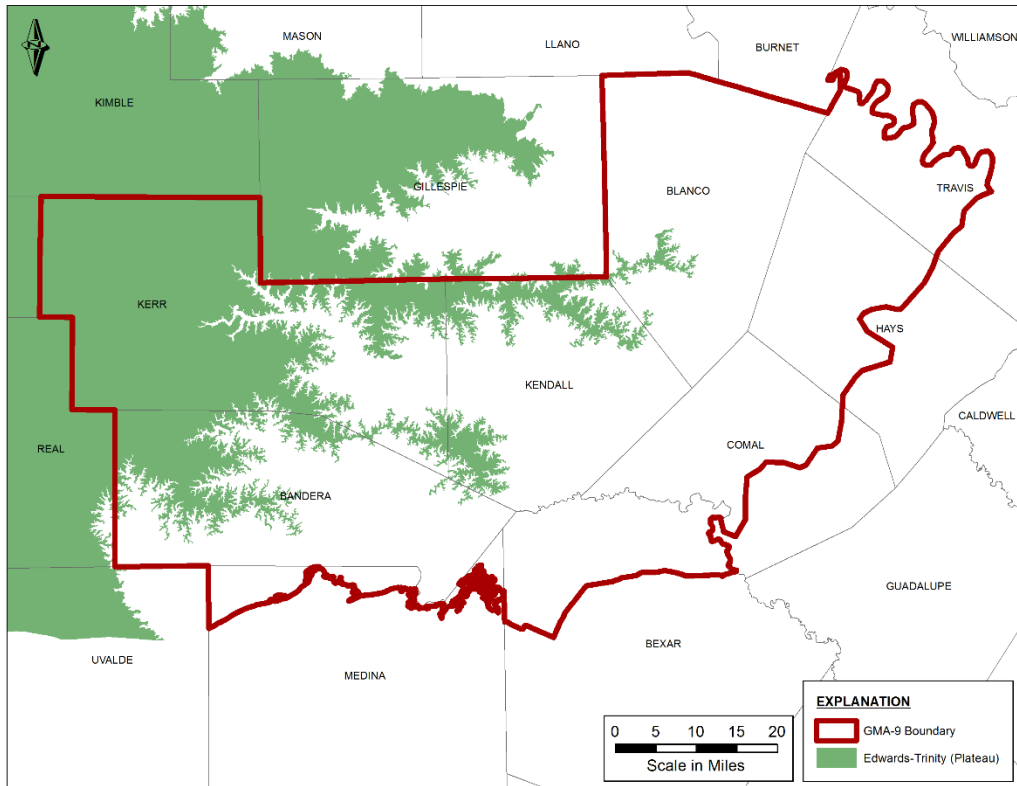 MASON
LLANO
BURNET
WILLIAMSON
KIMBLE
GILLESPIE
BLANCO
TRAVIS
KERR
HAYS
KENDALL
CALDWELL
REAL
COMAL
BANDERA
GUADALUPE
BEXAR
UVALDE
MEDINA
0 5 10 15 20
Scale in Miles
EXPLANATION
GMA-9 Boundary
Edwards-Trinity (Plateau)